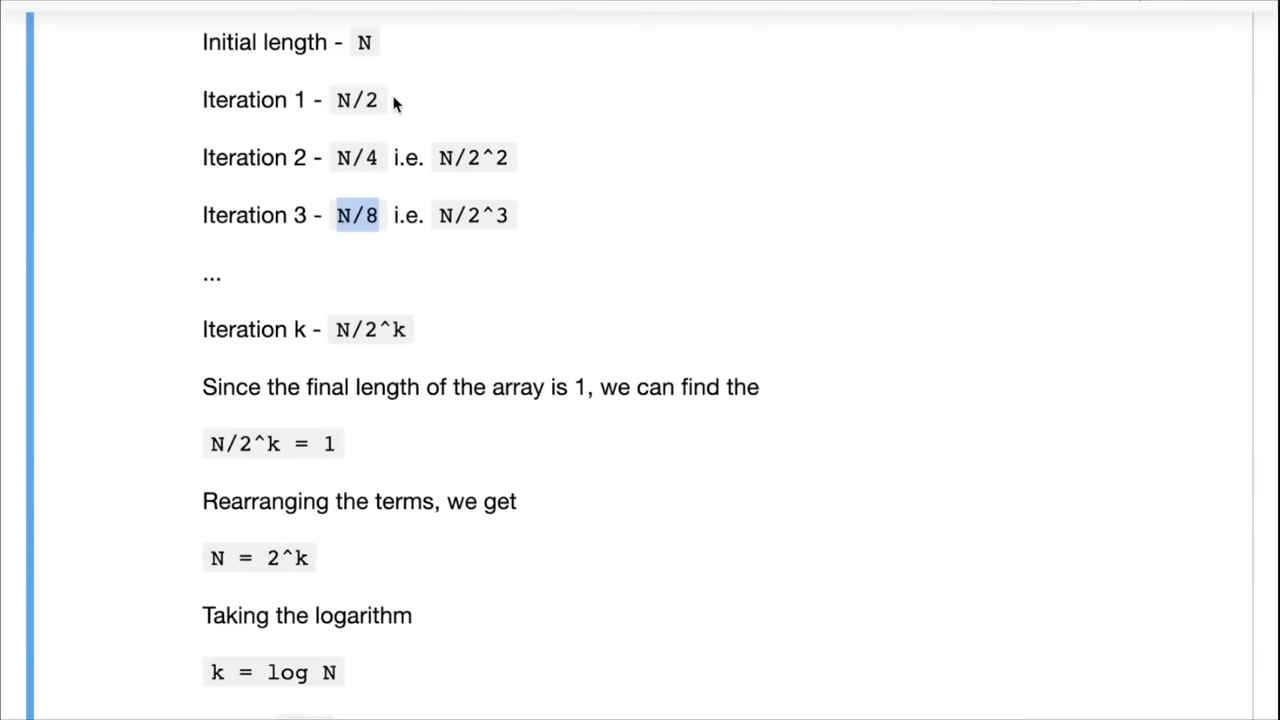 Initial length - N
Iteration 1 - N/2
Iteration 2 - N/4 i.e. N/2^2
Iteration 3 - N/8 i.e. N/2^3
...
Iteration k - N/2^k
Since the final length of the array is 1, we can find the
N/2^k = 1
Rearranging the terms, we get
N = 2^k
Taking the logarithm
k = log N